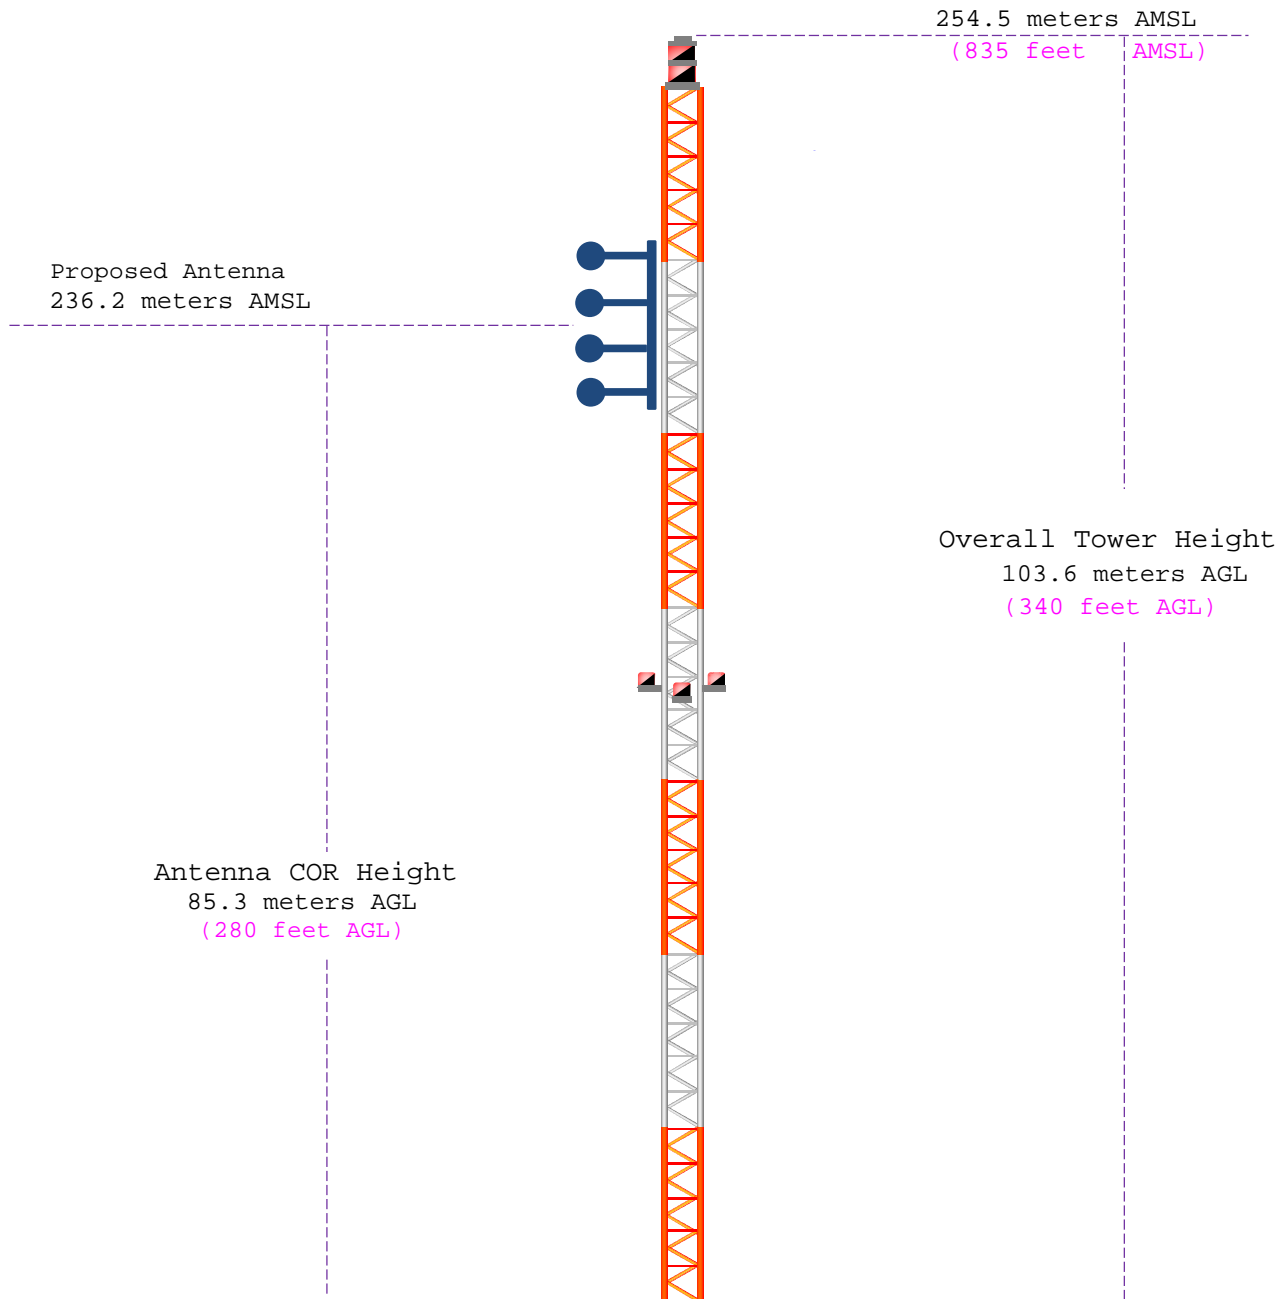 254.5 meters AMSL
(835 feet AMSL)
Proposed Antenna
236.2 meters AMSL
Overall Tower Height
103.6 meters AGL
(340 feet AGL)
Antenna COR Height
85.3 meters AGL
(280 feet AGL)